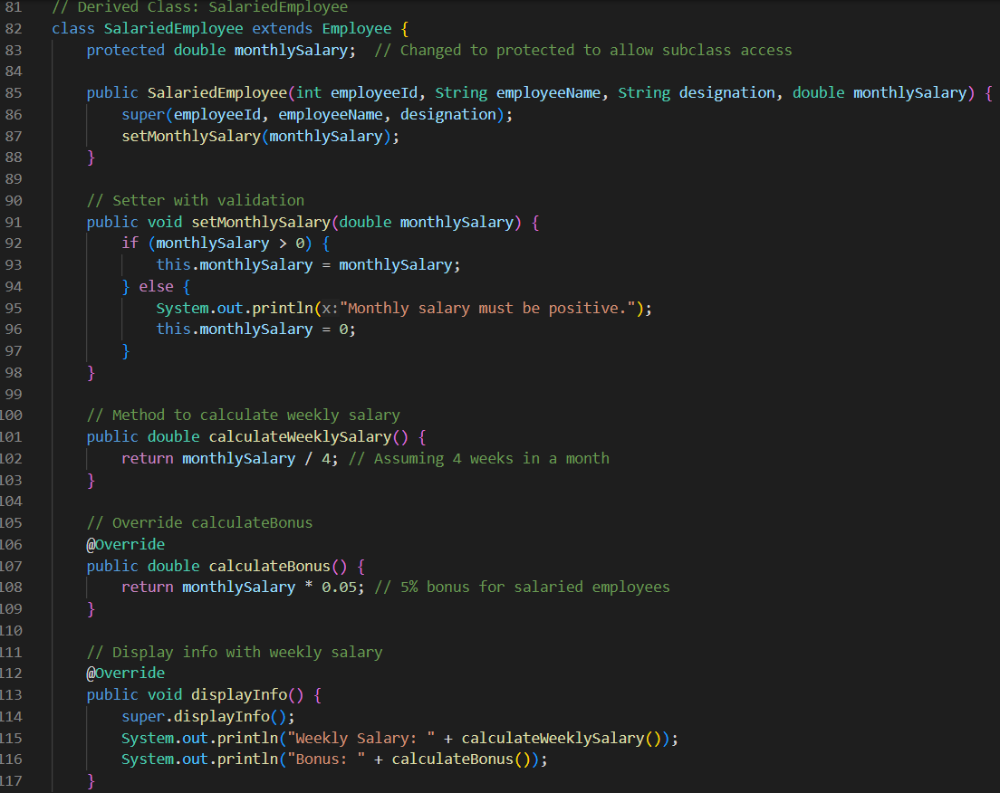 81 // Derived Class: SalariedEmployee
82 class SalariedEmployee extends Employee {
83     protected double monthlySalary;  // Changed to protected to allow subclass access
84
85     public SalariedEmployee(int employeeId, String employeeName, String designation, double monthlySalary) {
86         super(employeeId, employeeName, designation);
87         setMonthlySalary(monthlySalary);
88     }
89
90     // Setter with validation
91     public void setMonthlySalary(double monthlySalary) {
92         if (monthlySalary > 0) {
93             this.monthlySalary = monthlySalary;
94         } else {
95             System.out.println(x:"Monthly salary must be positive.");
96             this.monthlySalary = 0;
97         }
98     }
99
100     // Method to calculate weekly salary
101     public double calculateWeeklySalary() {
102         return monthlySalary / 4; // Assuming 4 weeks in a month
103     }
104
105     // Override calculateBonus
106     @Override
107     public double calculateBonus() {
108         return monthlySalary * 0.05; // 5% bonus for salaried employees
109     }
110
111     // Display info with weekly salary
112     @Override
113     public void displayInfo() {
114         super.displayInfo();
115         System.out.println("Weekly Salary: " + calculateWeeklySalary());
116         System.out.println("Bonus: " + calculateBonus());
117     }